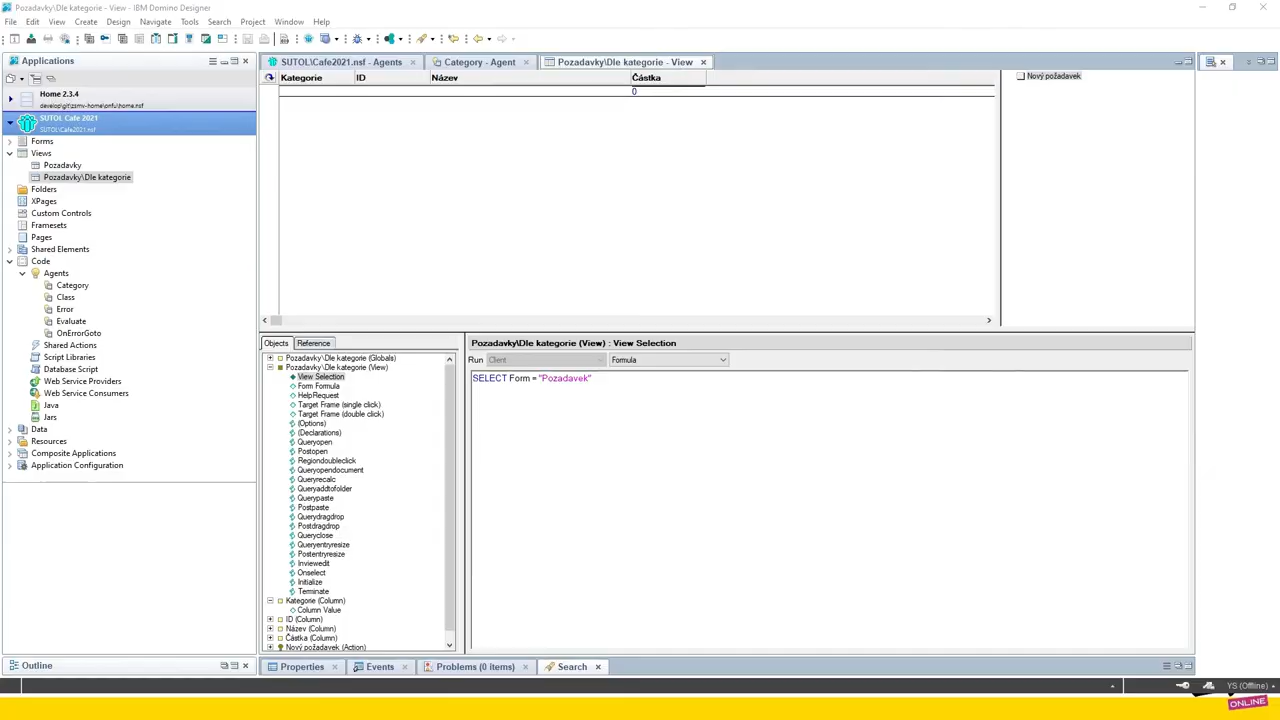 Pozadavky\Dle kategorie - View - IBM Domino Designer
File Edit View Create Design Navigate Tools Search Project Window Help
Applications
SUTOL\Cafe2021.nsf - Agents
Category - Agent
Pozadavky\Dle kategorie - View
Kategorie ID Název Částka
0
Nový požadavek
Home 2.3.4
SUTOL Cafe 2021
SUTOL\Cafe2021.nsf
Forms
Views
Pozadavky
Pozadavky\Dle kategorie
Folders
XPages
Custom Controls
Framesets
Pages
Shared Elements
Code
Agents
Category
Class
Error
Evaluate
OnErrorGoto
Shared Actions
Script Libraries
Database Script
Web Service Providers
Web Service Consumers
Java
Jars
Data
Resources
Composite Applications
Application Configuration
Objects Reference
Pozadavky\Dle kategorie (Globals)
Pozadavky\Dle kategorie (View)
View Selection
Form Formula
HelpRequest
Target Frame (single click)
Target Frame (double click)
(Options)
(Declarations)
Queryopen
Postopen
Regiondoubleclick
Queryopendocument
Queryrecalc
Queryaddtofolder
Querypaste
Postpaste
Querydragdrop
Postdragdrop
Queryclose
Queryentryresize
Postentryresize
Inviewedit
Onselect
Initialize
Terminate
Kategorie (Column)
Column Value
ID (Column)
Název (Column)
Částka (Column)
Nový požadavek (Action)
Pozadavky\Dle kategorie (View) : View Selection
Run Client Formula
SELECT Form = "Pozadavek"
Outline
Properties
Events
Problems (0 items)
Search
YS (Offline)
ONLINE